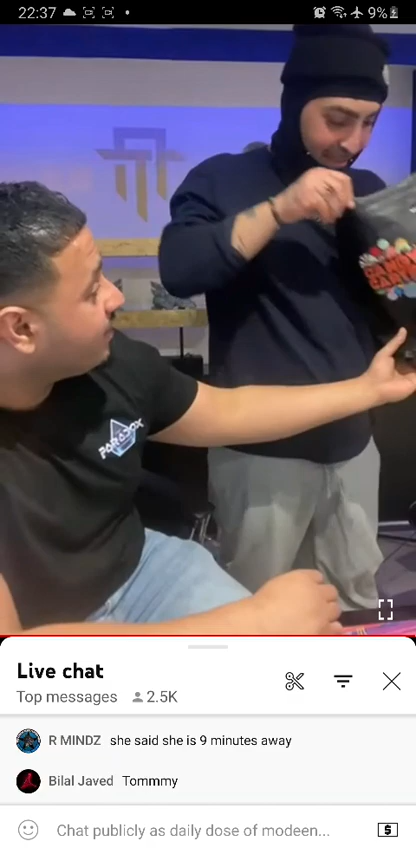 22:37
9%
PARADOX
Live chat
Top messages 2.5K
R MINDZ she said she is 9 minutes away
Bilal Javed Tommmy
Chat publicly as daily dose of modeen...